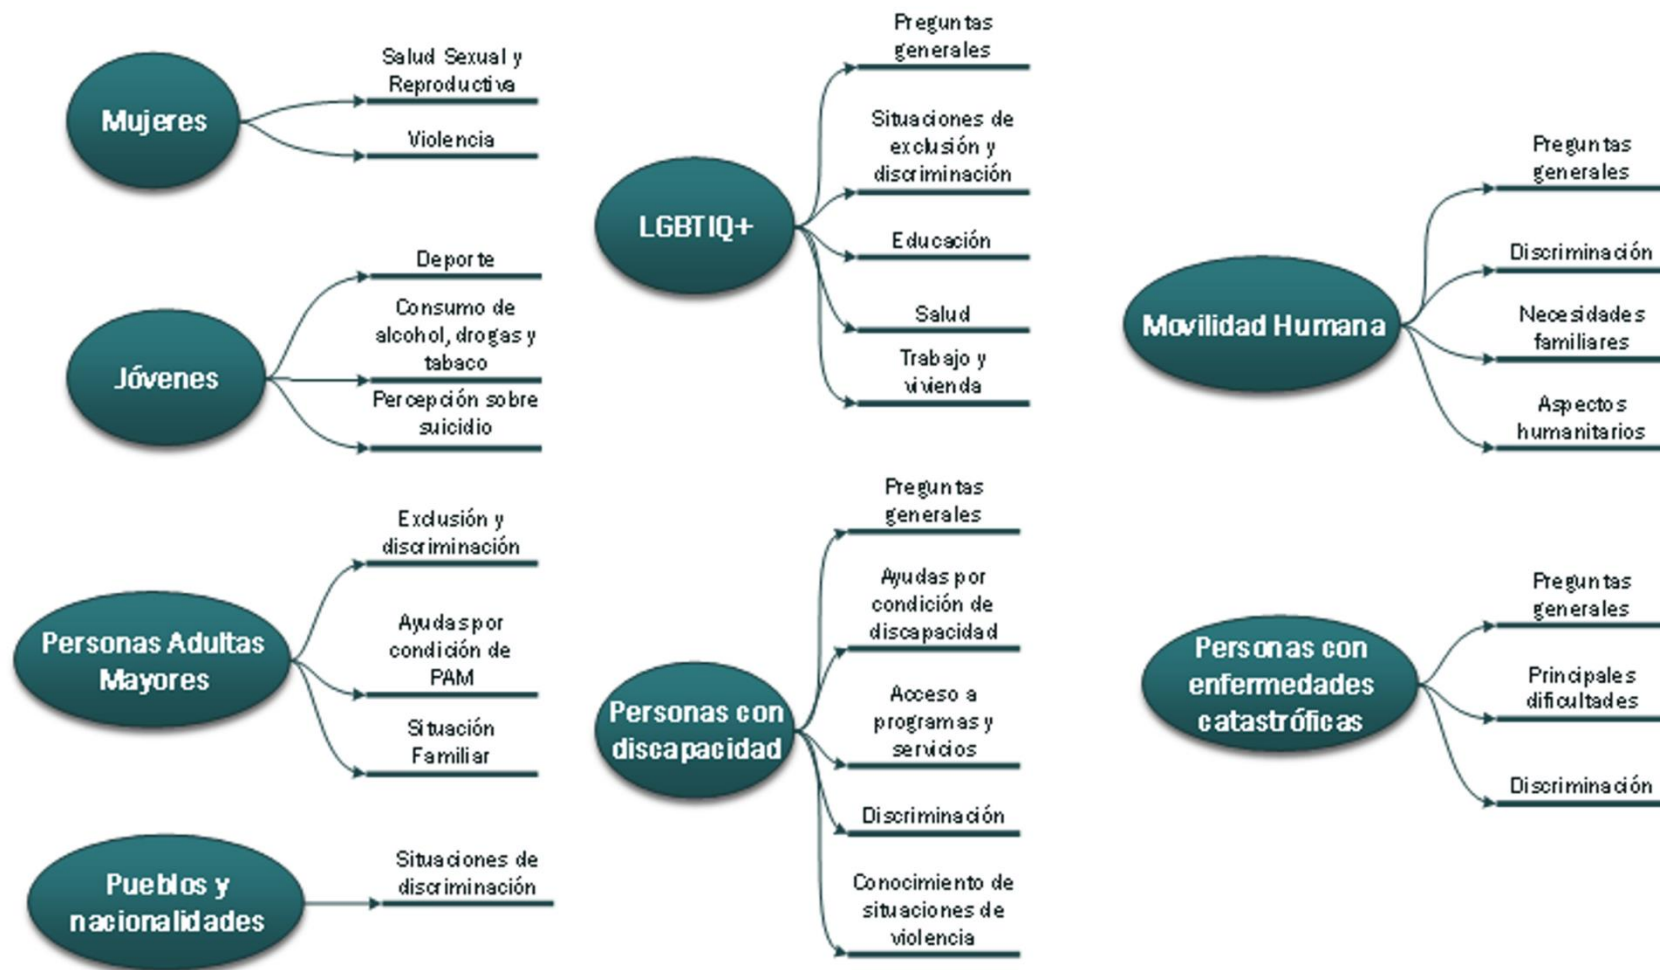 Mujeres
Salud Sexual y
Reproductiva
Violencia
Jóvenes
Deporte
Consumo de
alcohol, drogas y
tabaco
Percepción sobre
suicidio
Personas Adultas
Mayores
Exclusión y
discriminación
Ayudas por
condición de
PAM
Situación
Familiar
Pueblos y
nacionalidades
Situaciones de
discriminación
LGBTIQ+
Preguntas
generales
Situaciones de
exclusión y
discriminación
Educación
Salud
Trabajo y
vivienda
Personas con
discapacidad
Preguntas
generales
Ayudas por
condición de
discapacidad
Acceso a
programas y
servicios
Discriminación
Conocimiento de
situaciones de
violencia
Movilidad Humana
Preguntas
generales
Discriminación
Necesidades
familiares
Aspectos
humanitarios
Personas con
enfermedades
catastróficas
Preguntas
generales
Principales
dificultades
Discriminación